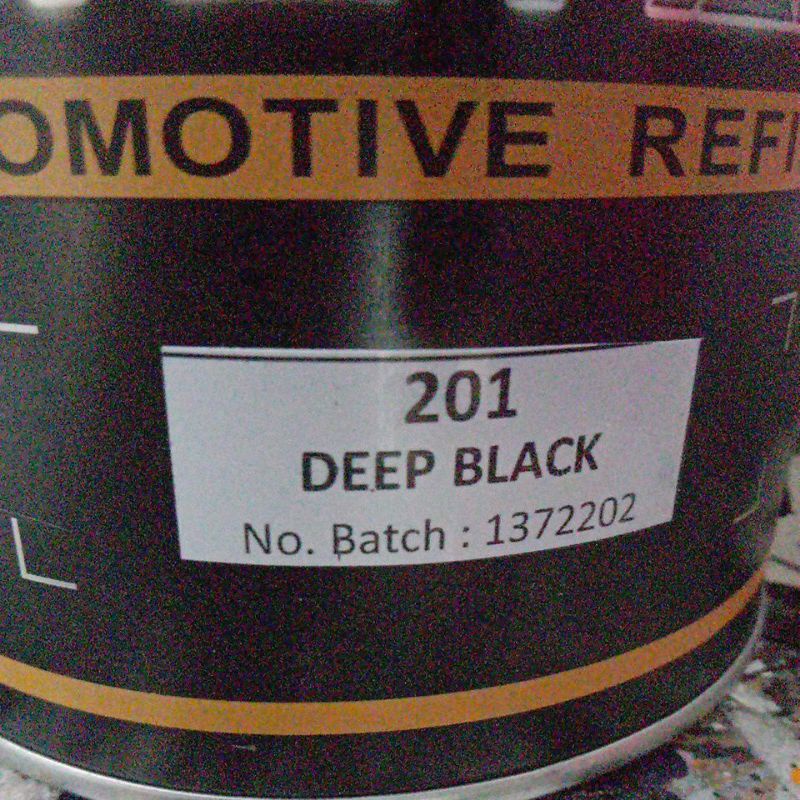 OMOTIVE REFI
201
DEEP BLACK
No. Batch : 1372202